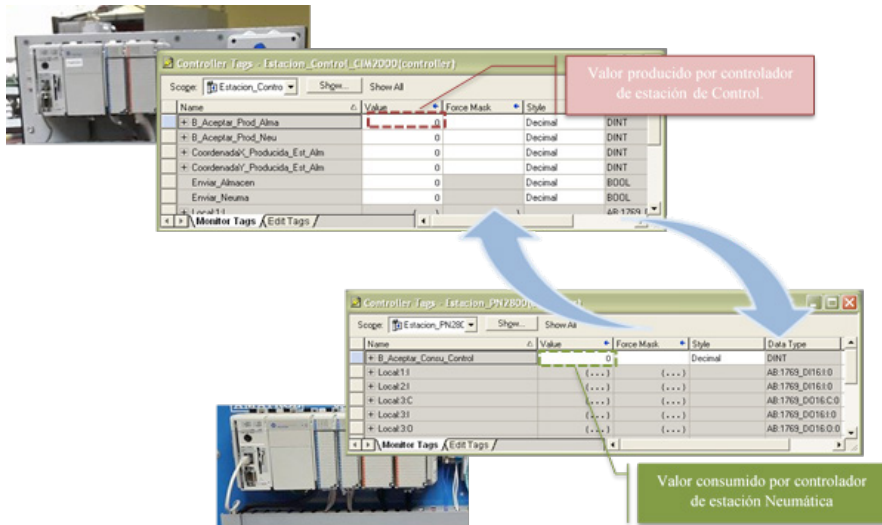 Controller Tags - Estacion_Control_CIM2000(controller)
Valor producido por controlador
de estación de Control.
Scope: Estacion_Contro Show... Show All
Name Value Force Mask Style
B_Aceptar_Prod_Alma 0 Decimal DINT
B_Aceptar_Prod_Neu 0 Decimal DINT
CoordenadaX_Producida_Est_Alm 0 Decimal DINT
CoordenadaY_Producida_Est_Alm 0 Decimal DINT
Enviar_Almacen 0 Decimal BOOL
Enviar_Neuma 0 Decimal BOOL
Local:1:I
Monitor Tags Edit Tags
Controller Tags - Estacion_PN2800
Scope: Estacion_PN280 Show... Show All
Name Value Force Mask Style Data Type
B_Aceptar_Consu_Control 0 Decimal DINT
Local:1:I {...} {...} AB:1769_DI16:I:0
Local:2:I {...} {...} AB:1769_DI16:I:0
Local:3:C {...} {...} AB:1769_DO16:C:0
Local:3:I {...} {...} AB:1769_DO16:I:0
Local:3:O {...} {...} AB:1769_DO16:O:0
Monitor Tags Edit Tags
Valor consumido por controlador
de estación Neumática